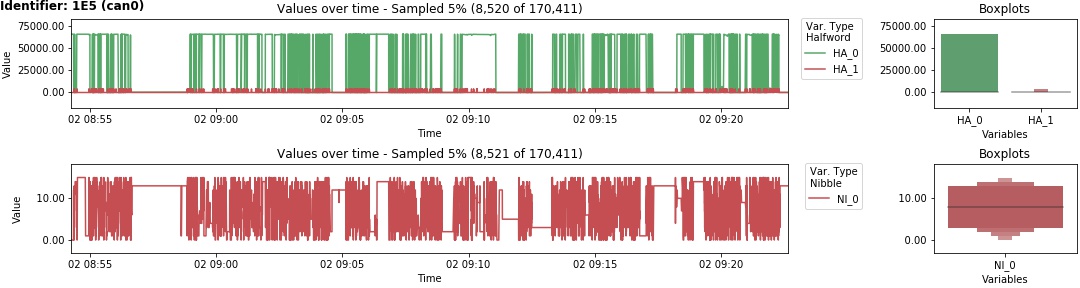 Identifier: 1E5 (can0)
Values over time - Sampled 5% (8,520 of 170,411)
Boxplots
Value
75000.00
50000.00
25000.00
0.00
02 08:55
02 09:00
02 09:05
02 09:10
02 09:15
02 09:20
Time
Var. Type
Halfword
HA_0
HA_1
75000.00
50000.00
25000.00
0.00
HA_0
HA_1
Variables
Values over time - Sampled 5% (8,521 of 170,411)
Boxplots
Value
10.00
0.00
02 08:55
02 09:00
02 09:05
02 09:10
02 09:15
02 09:20
Time
Var. Type
Nibble
NI_0
10.00
0.00
NI_0
Variables